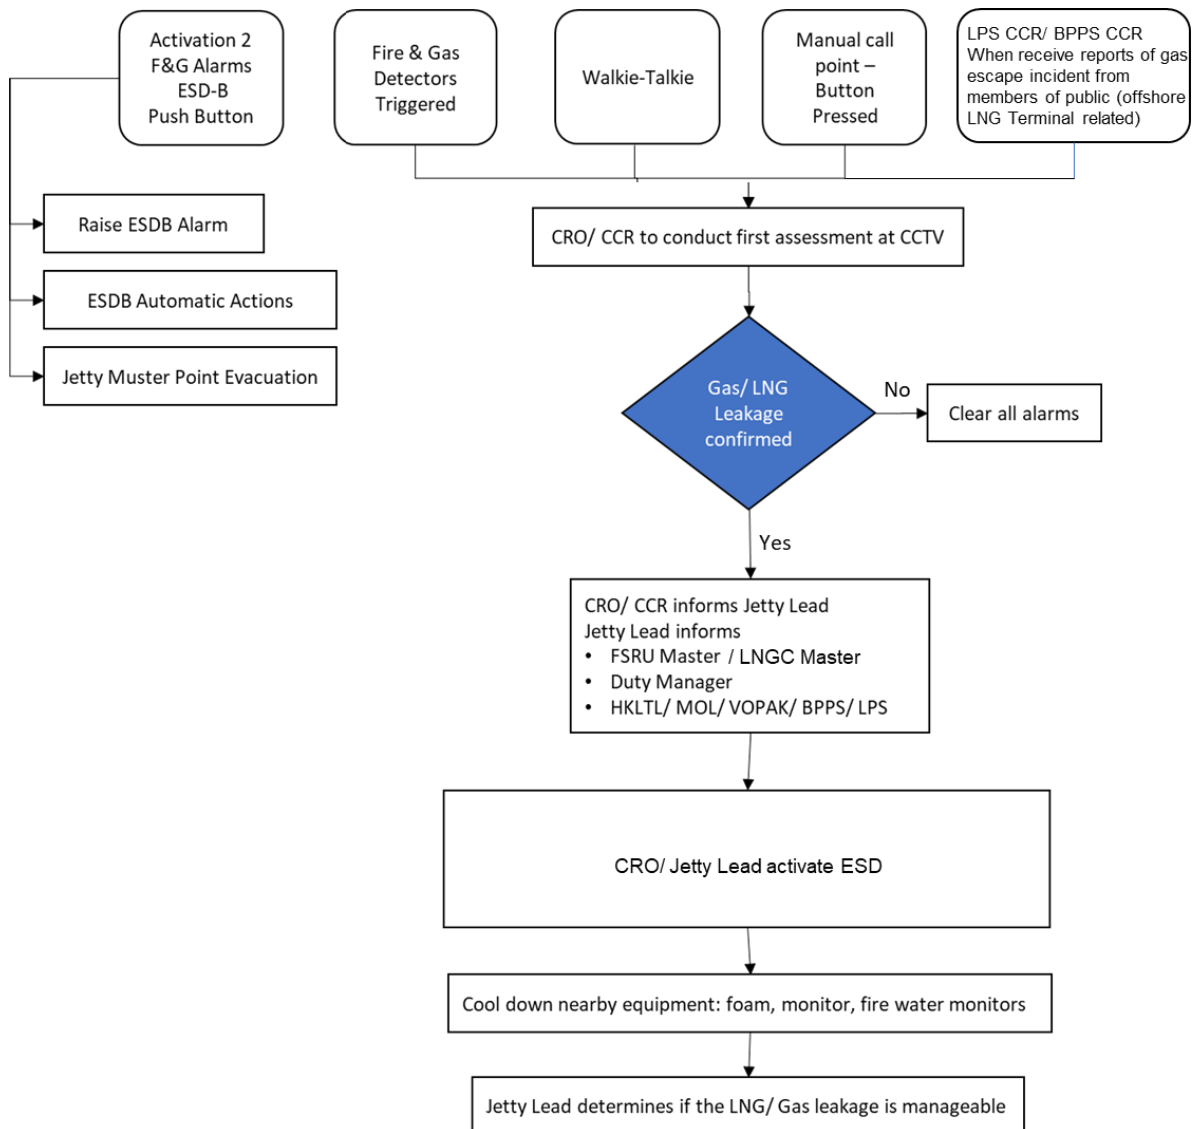 Activation 2
F&G Alarms
ESD-B
Push Button
Fire & Gas
Detectors
Triggered
Walkie-Talkie
Manual call
point –
Button
Pressed
LPS CCR/ BPPS CCR
When receive reports of gas
escape incident from
members of public (offshore
LNG Terminal related)
Raise ESDB Alarm
ESDB Automatic Actions
Jetty Muster Point Evacuation
CRO/ CCR to conduct first assessment at CCTV
Gas/ LNG
Leakage
confirmed
No
Clear all alarms
Yes
CRO/ CCR informs Jetty Lead
Jetty Lead informs
• FSRU Master / LNGC Master
• Duty Manager
• HKLTL/ MOL/ VOPAK/ BPPS/ LPS
CRO/ Jetty Lead activate ESD
Cool down nearby equipment: foam, monitor, fire water monitors
Jetty Lead determines if the LNG/ Gas leakage is manageable